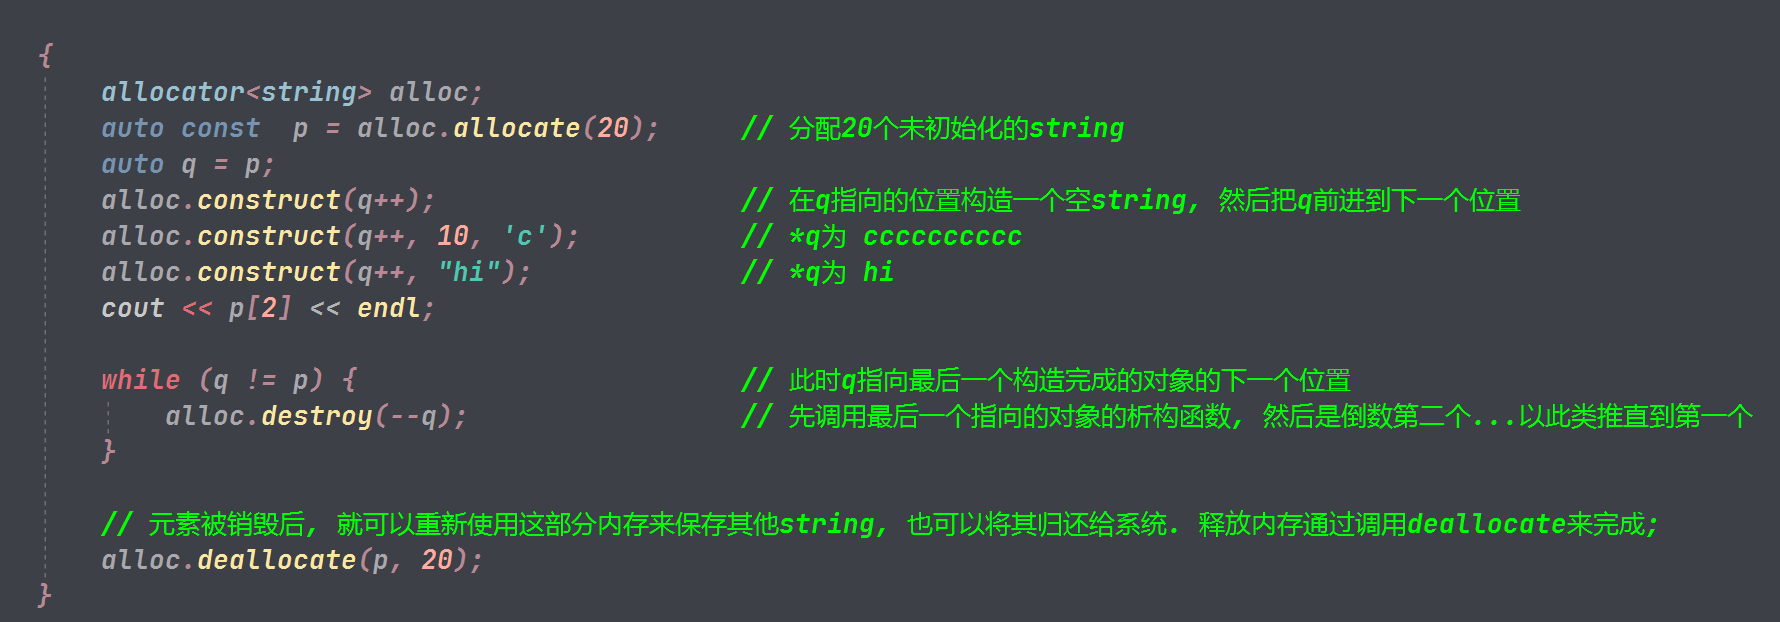 {
    allocator<string> alloc;
    auto const  p = alloc.allocate(20);     // 分配20个未初始化的string
    auto q = p;
    alloc.construct(q++);                   // 在q指向的位置构造一个空string, 然后把q前进到下一个位置
    alloc.construct(q++, 10, 'c');          // *q为 cccccccccc
    alloc.construct(q++, "hi");             // *q为 hi
    cout << p[2] << endl;

    while (q != p) {                        // 此时q指向最后一个构造完成的对象的下一个位置
        alloc.destroy(--q);                 // 先调用最后一个指向的对象的析构函数, 然后是倒数第二个...以此类推直到第一个
    }

    // 元素被销毁后, 就可以重新使用这部分内存来保存其他string, 也可以将其归还给系统. 释放内存通过调用deallocate来完成;
    alloc.deallocate(p, 20);
}